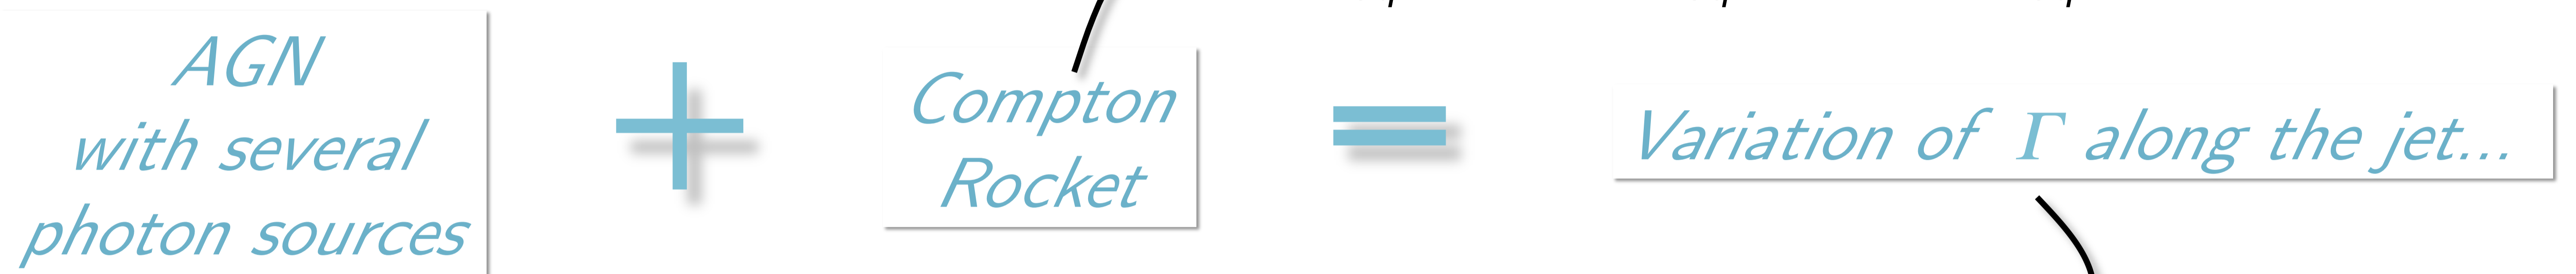 AGN
with several
photon sources
+
Compton
Rocket
=
Variation of Γ along the jet...